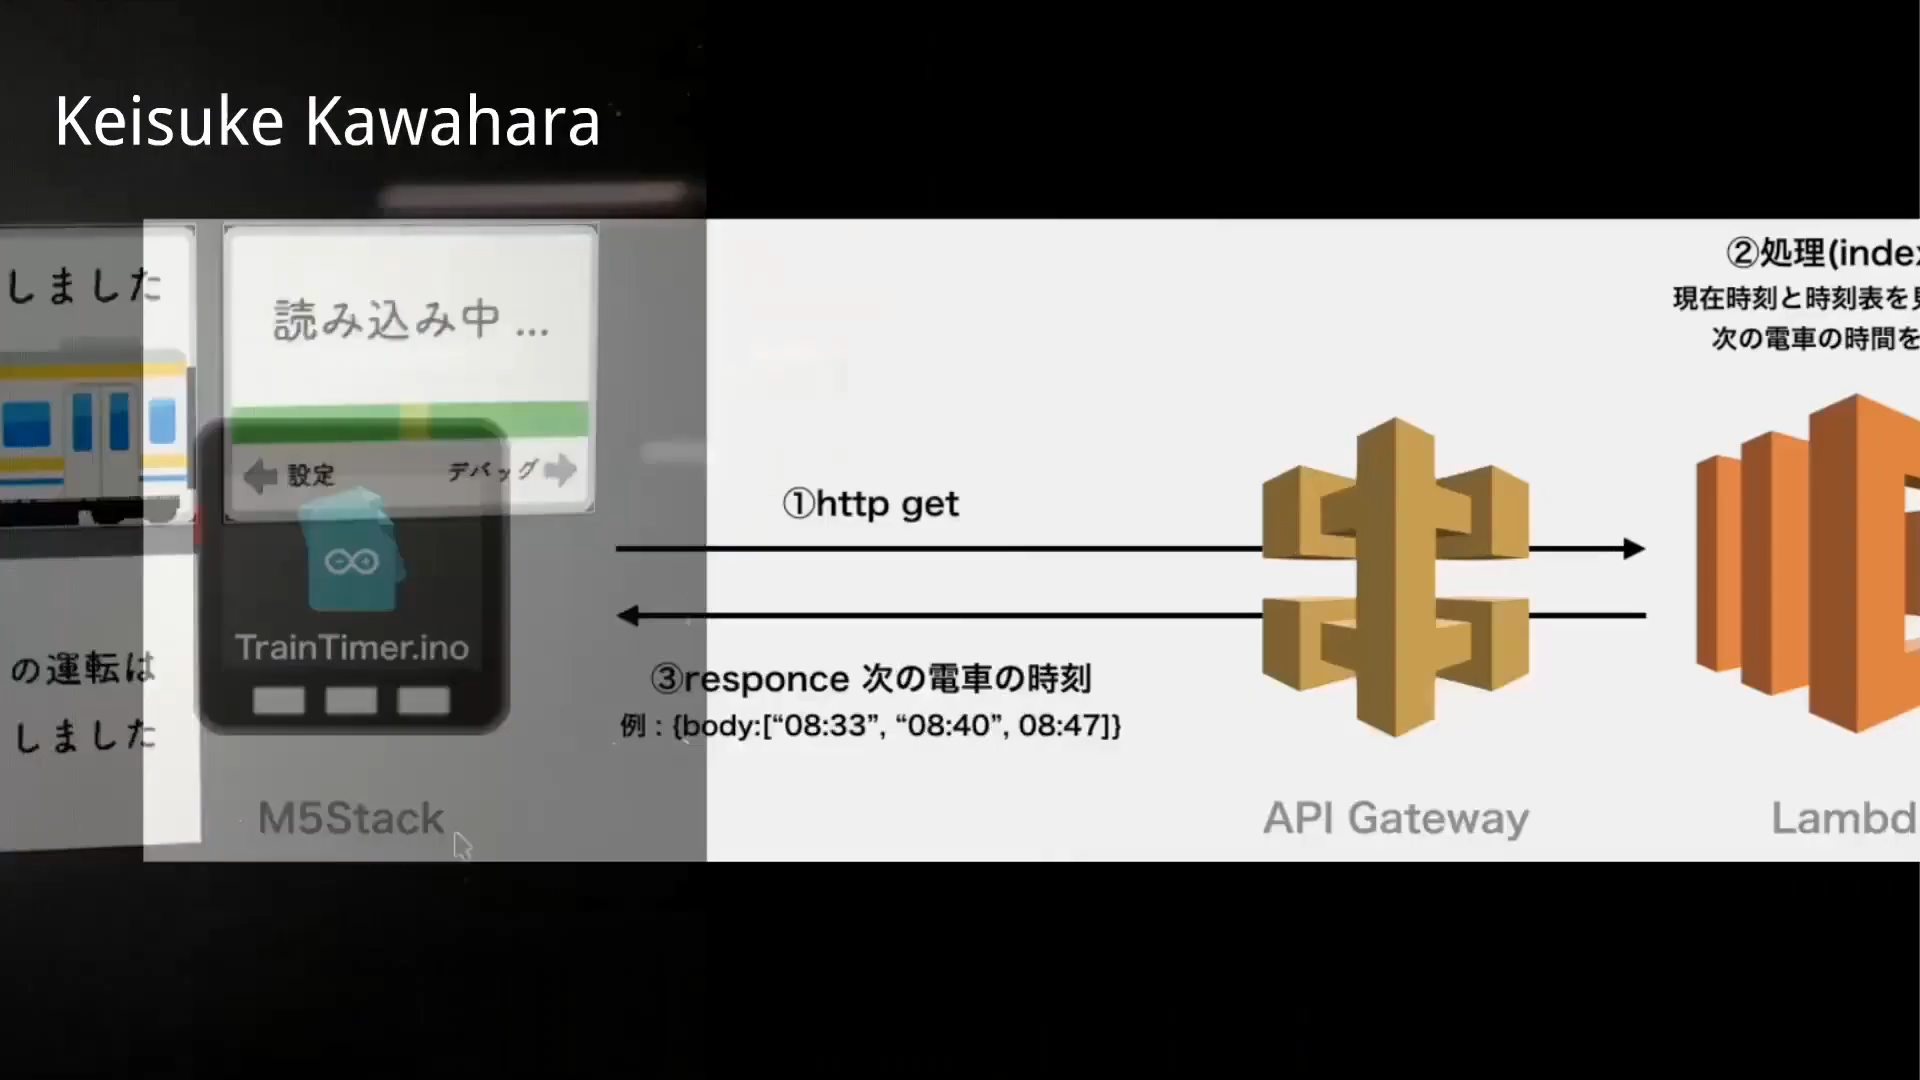 Keisuke Kawahara
しました
読み込み中 ...
設定
デバッグ
の運転は
しました
TrainTimer.ino
M5Stack
①http get
③responce 次の電車の時刻
例：{body:[“08:33”, “08:40”, 08:47]}
API Gateway
②処理(index
現在時刻と時刻表を見
次の電車の時間を
Lambd